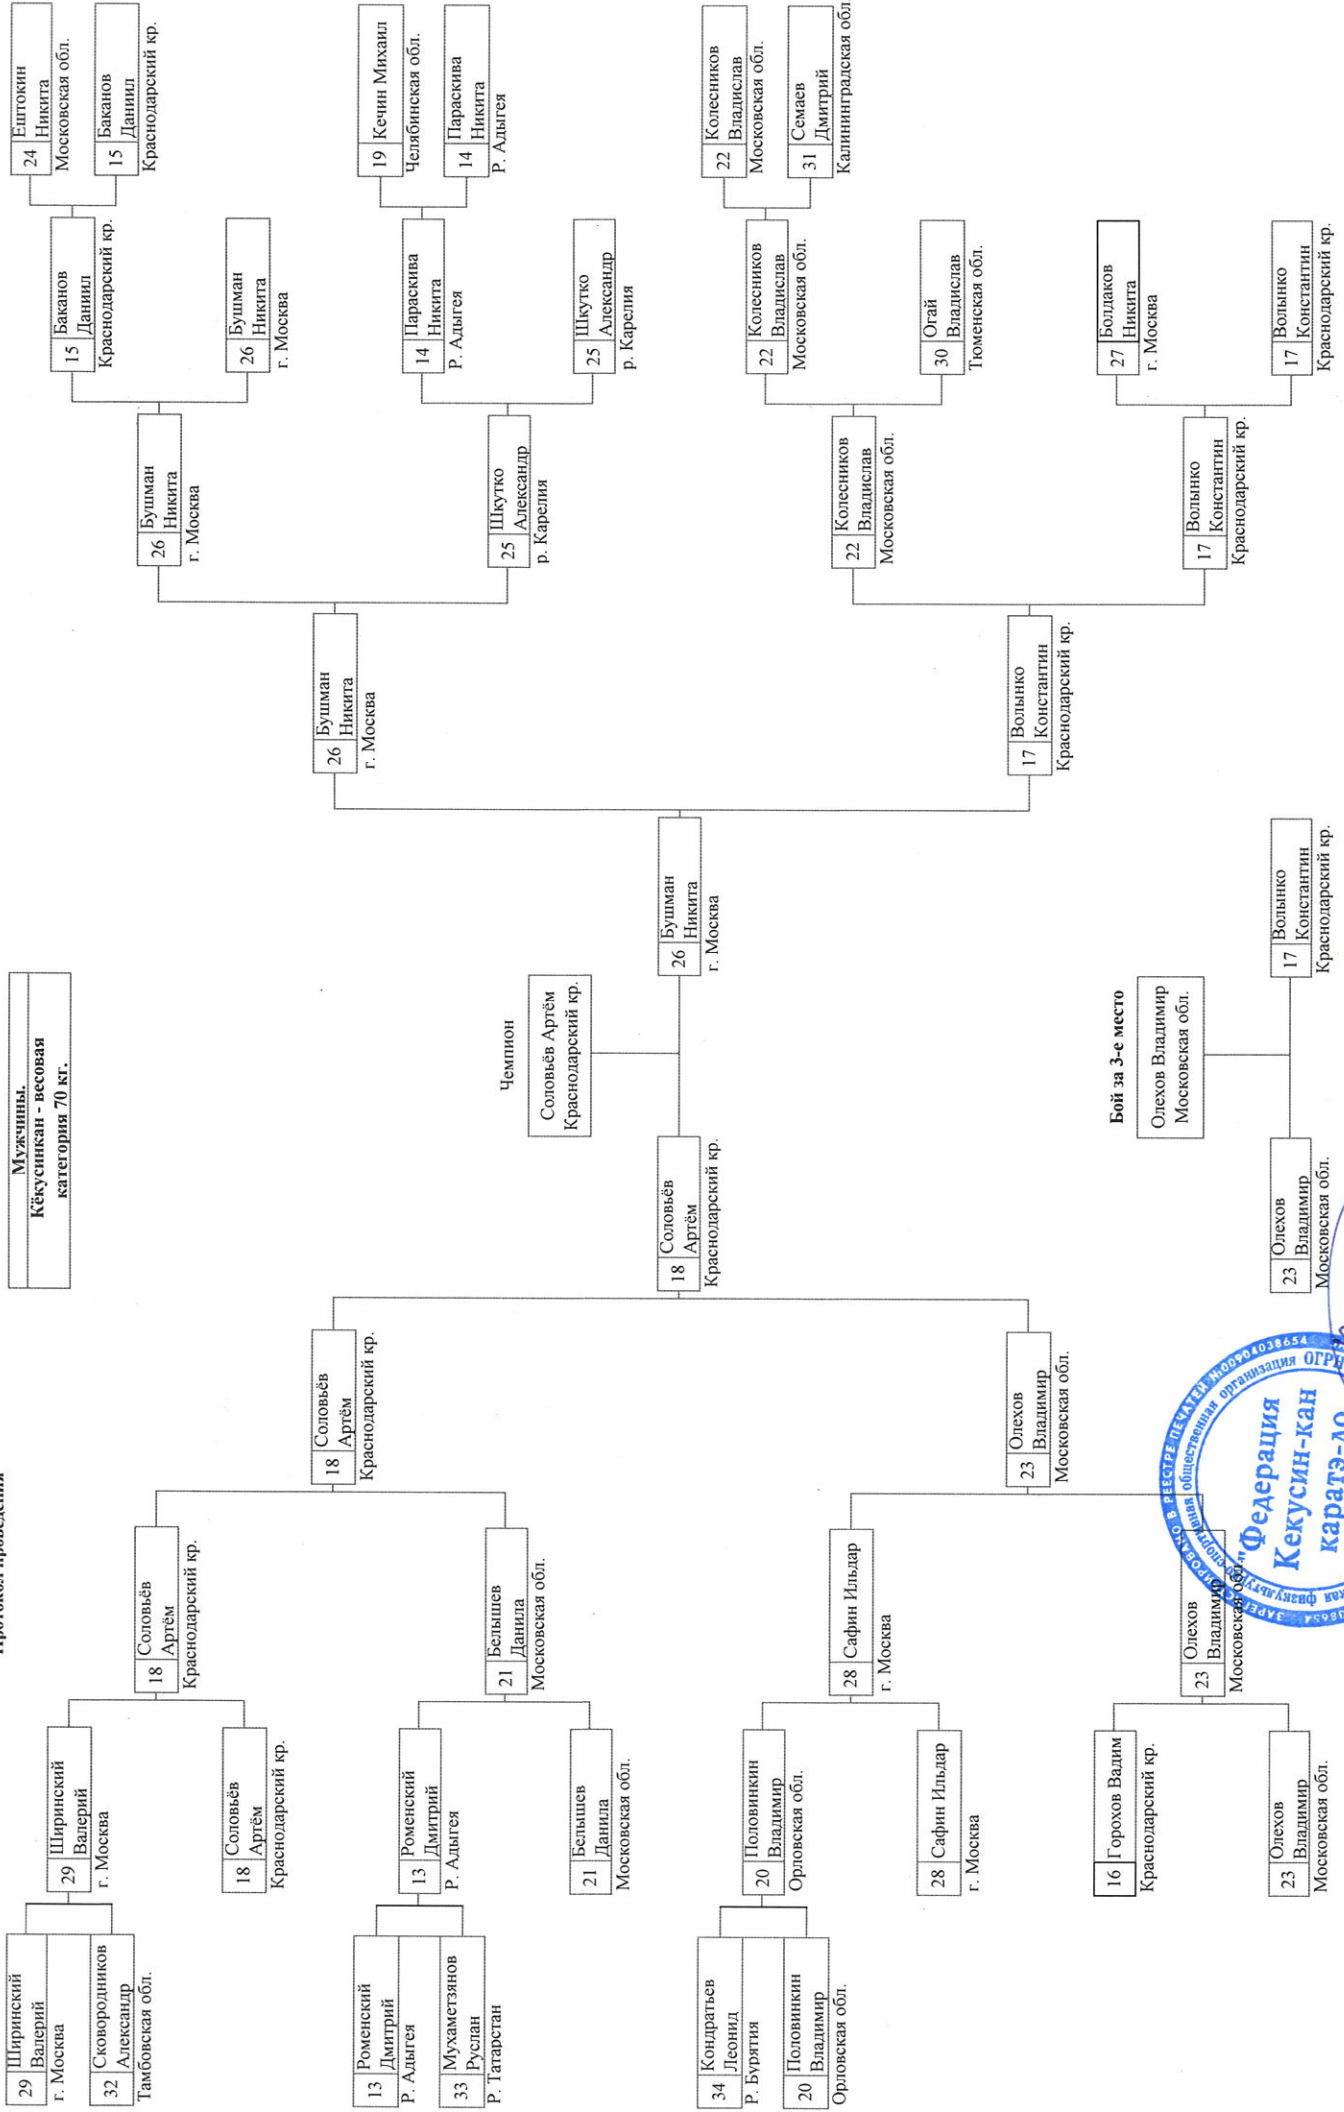 Протокол проведения
Мужчины.
Кёкусинкан - весовая
категория 70 кг.
29 Ширинский
Валерий
г. Москва
32 Сковородников
Александр
Тамбовская обл.
29 Ширинский
Валерий
г. Москва
18 Соловьёв
Артём
Краснодарский кр.
18 Соловьёв
Артём
Краснодарский кр.
13 Роменский
Дмитрий
Р. Адыгея
33 Мухаметзянов
Руслан
Р. Татарстан
13 Роменский
Дмитрий
Р. Адыгея
21 Белышев
Данила
Московская обл.
21 Белышев
Данила
Московская обл.
18 Соловьёв
Артём
Краснодарский кр.
34 Кондратьев
Леонид
Р. Бурятия
20 Половинкин
Владимир
Орловская обл.
20 Половинкин
Владимир
Орловская обл.
28 Сафин Ильдар
г. Москва
28 Сафин Ильдар
г. Москва
16 Горохов Вадим
Краснодарский кр.
23 Олехов
Владимир
Московская обл.
23 Олехов
Владимир
Московская обл.
23 Олехов
Владимир
Московская обл.
18 Соловьёв
Артём
Краснодарский кр.
Чемпион
Соловьёв Артём
Краснодарский кр.
26 Бушман
Никита
г. Москва
Бой за 3-е место
Олехов Владимир
Московская обл.
23 Олехов
Владимир
Московская обл.
17 Волынко
Константин
Краснодарский кр.
26 Бушман
Никита
г. Москва
17 Волынко
Константин
Краснодарский кр.
26 Бушман
Никита
г. Москва
25 Шкутко
Александр
р. Карелия
22 Колесников
Владислав
Московская обл.
17 Волынко
Константин
Краснодарский кр.
15 Баканов
Даниил
Краснодарский кр.
26 Бушман
Никита
г. Москва
14 Параскива
Никита
Р. Адыгея
25 Шкутко
Александр
р. Карелия
22 Колесников
Владислав
Московская обл.
30 Огай
Владислав
Тюменская обл.
27 Болдаков
Никита
г. Москва
17 Волынко
Константин
Краснодарский кр.
24 Ештокин
Никита
Московская обл.
15 Баканов
Даниил
Краснодарский кр.
19 Кечин Михаил
Челябинская обл.
14 Параскива
Никита
Р. Адыгея
22 Колесников
Владислав
Московская обл.
31 Семаев
Дмитрий
Калининградская обл
"Федерация
Кекусин-кан
каратэ-до
общественная организация ОГРН
В РЕЕСТРЕ ПЕЧАТЕЙ №00904038654